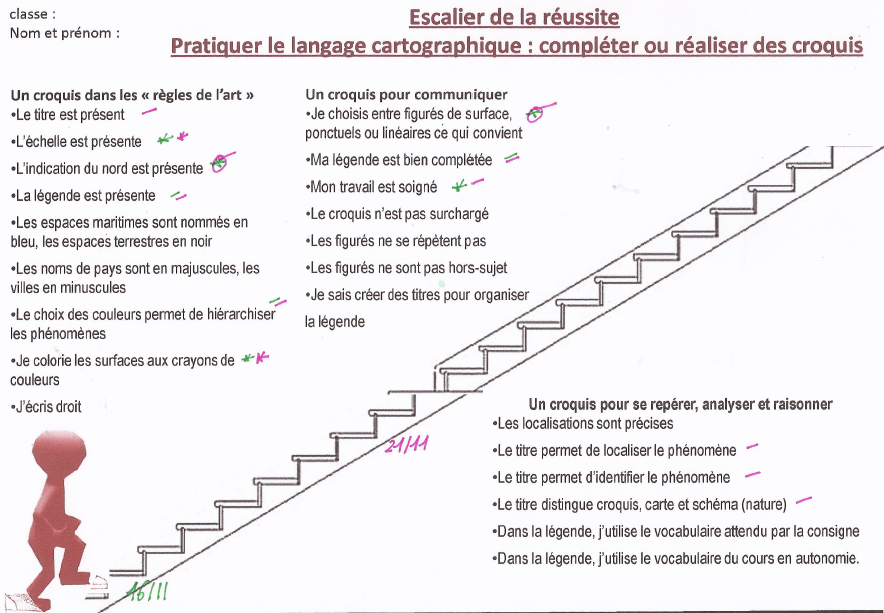 classe :
Nom et prénom :
Escalier de la réussite
Pratiquer le langage cartographique : compléter ou réaliser des croquis
Un croquis dans les « règles de l'art »
•Le titre est présent
•L'échelle est présente
•L'indication du nord est présente
•La légende est présente
•Les espaces maritimes sont nommés en
bleu, les espaces terrestres en noir
•Les noms de pays sont en majuscules, les
villes en minuscules
•Le choix des couleurs permet de hiérarchiser
les phénomènes
•Je colorie les surfaces aux crayons de
couleurs
•J'écris droit
Un croquis pour communiquer
•Je choisis entre figurés de surface,
ponctuels ou linéaires ce qui convient
•Ma légende est bien complétée
•Mon travail est soigné
•Le croquis n'est pas surchargé
•Les figurés ne se répètent pas
•Les figurés ne sont pas hors-sujet
•Je sais créer des titres pour organiser
la légende
Un croquis pour se repérer, analyser et raisonner
•Les localisations sont précises
•Le titre permet de localiser le phénomène
•Le titre permet d'identifier le phénomène
•Le titre distingue croquis, carte et schéma (nature)
•Dans la légende, j'utilise le vocabulaire attendu par la consigne
•Dans la légende, j'utilise le vocabulaire du cours en autonomie.
21/11
16/11